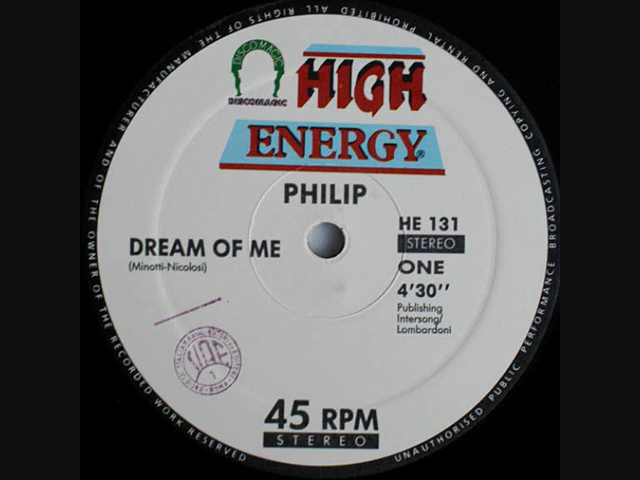 ALL RIGHTS OF THE MANUFACTURER AND OF THE OWNER OF THE RECORDED WORK RESERVED
UNAUTHORISED PUBLIC PERFORMANCE BROADCASTING COPYING AND RENTAL PROHIBITED
DISCOMAGIC
DISCOMAGIC
HIGH
ENERGY®
PHILIP
HE 131
STEREO
DREAM OF ME
(Minotti-Nicolosi)
ONE
4'30''
Publishing
Intersong/
Lombardoni
45 RPM
STEREO